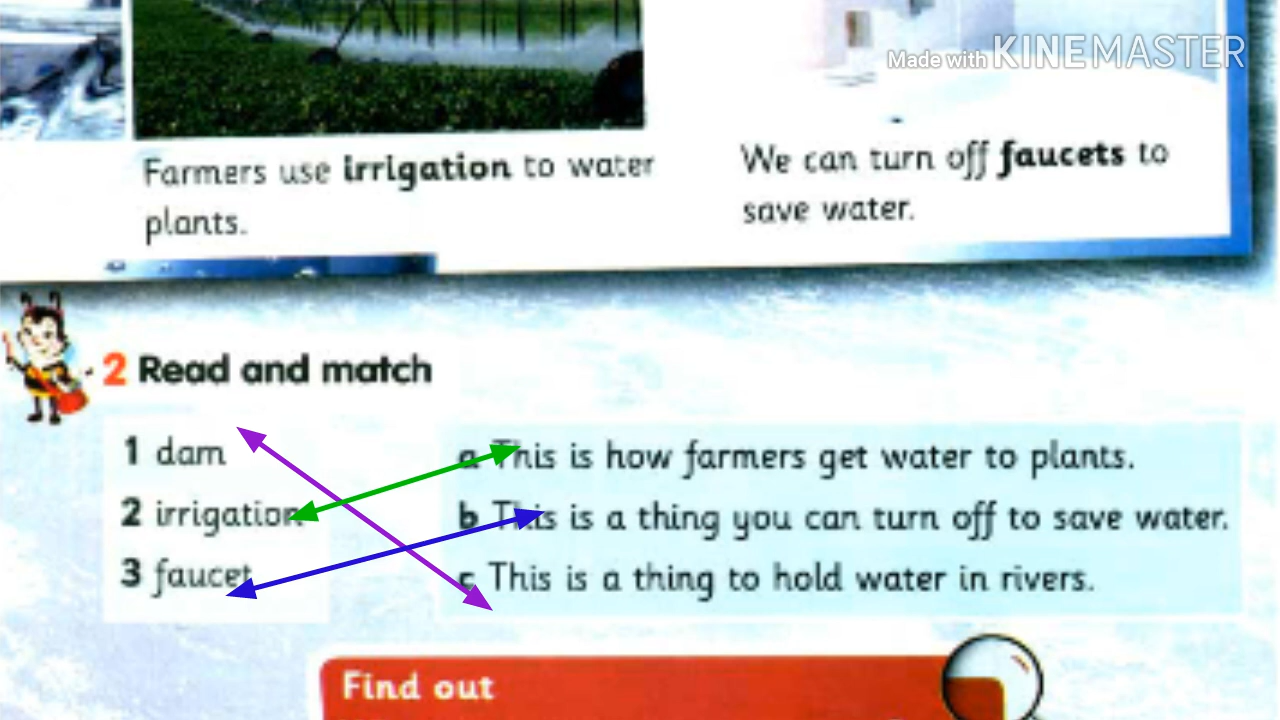 Made with KINEMASTER
Farmers use irrigation to water
plants.
We can turn off faucets to
save water.
2 Read and match
1 dam
2 irrigation
3 faucet
a This is how farmers get water to plants.
b This is a thing you can turn off to save water.
c This is a thing to hold water in rivers.
Find out